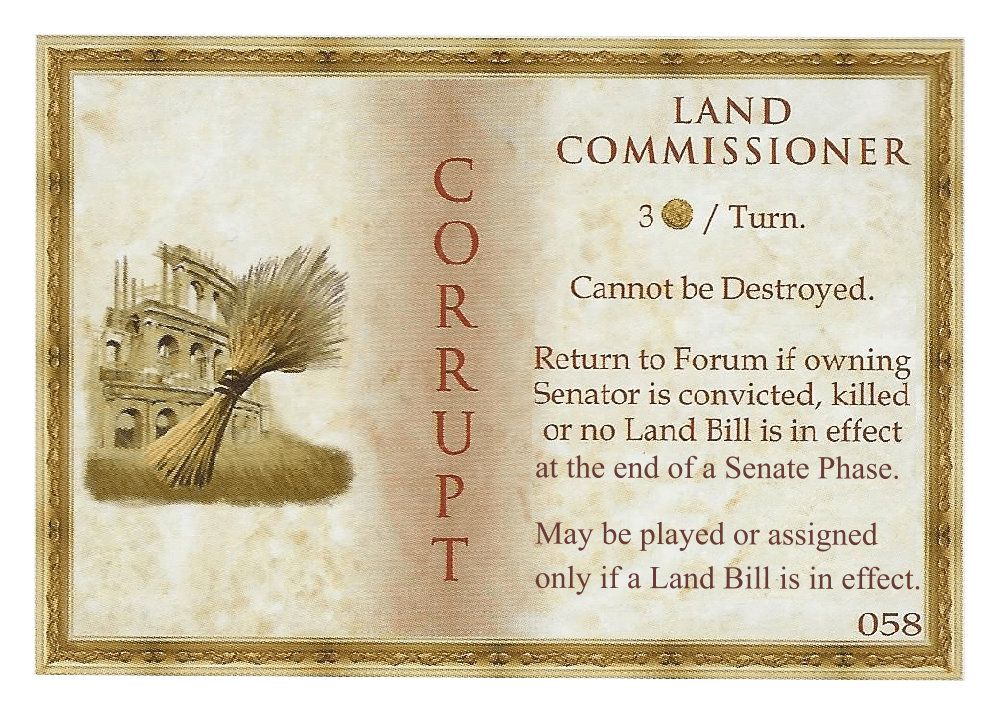 CORRUPT
LAND
COMMISSIONER
3 / Turn.
Cannot be Destroyed.
Return to Forum if owning
Senator is convicted, killed
or no Land Bill is in effect
at the end of a Senate Phase.
May be played or assigned
only if a Land Bill is in effect.
058